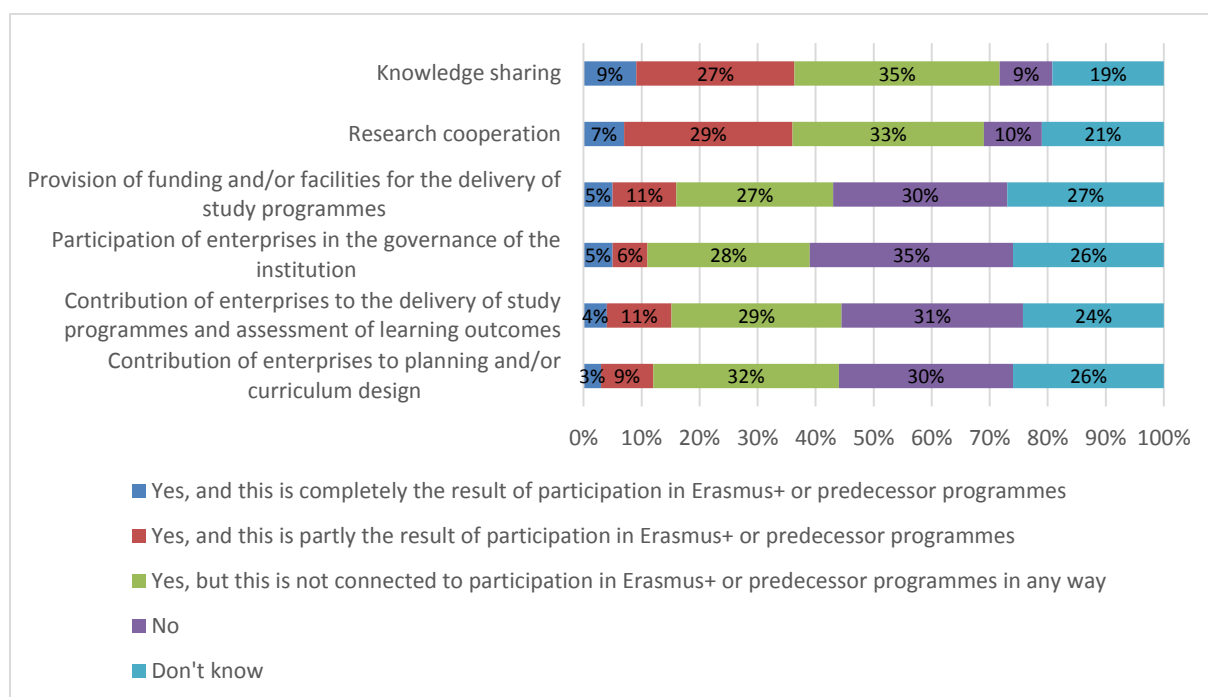 Knowledge sharing
9% 27% 35% 9% 19%
Research cooperation
7% 29% 33% 10% 21%
Provision of funding and/or facilities for the delivery of
study programmes
5% 11% 27% 30% 27%
Participation of enterprises in the governance of the
institution
5% 6% 28% 35% 26%
Contribution of enterprises to the delivery of study
programmes and assessment of learning outcomes
4% 11% 29% 31% 24%
Contribution of enterprises to planning and/or
curriculum design
3% 9% 32% 30% 26%
0% 10% 20% 30% 40% 50% 60% 70% 80% 90% 100%
Yes, and this is completely the result of participation in Erasmus+ or predecessor programmes
Yes, and this is partly the result of participation in Erasmus+ or predecessor programmes
Yes, but this is not connected to participation in Erasmus+ or predecessor programmes in any way
No
Don't know